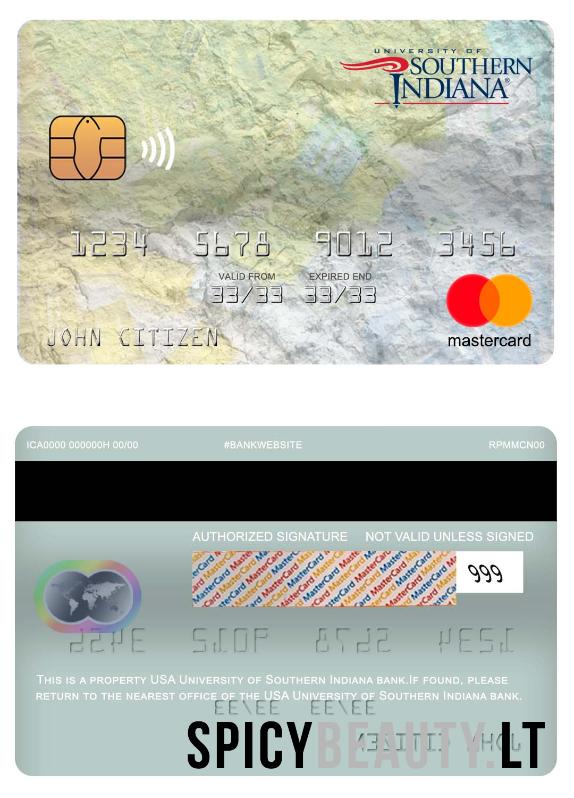 UNIVERSITY OF
SOUTHERN
INDIANA®
1234 5678 9012 3456
VALID FROM EXPIRED END
33/33 33/33
JOHN CITIZEN
mastercard
ICA0000 000000H 00/00 #BANKWEBSITE RPMMCN00
AUTHORIZED SIGNATURE NOT VALID UNLESS SIGNED
MasterCard MasterCard MasterCard
999
THIS IS A PROPERTY USA UNIVERSITY OF SOUTHERN INDIANA BANK.IF FOUND, PLEASE
RETURN TO THE NEAREST OFFICE OF THE USA UNIVERSITY OF SOUTHERN INDIANA BANK.
SPICYBEAUTY.LT